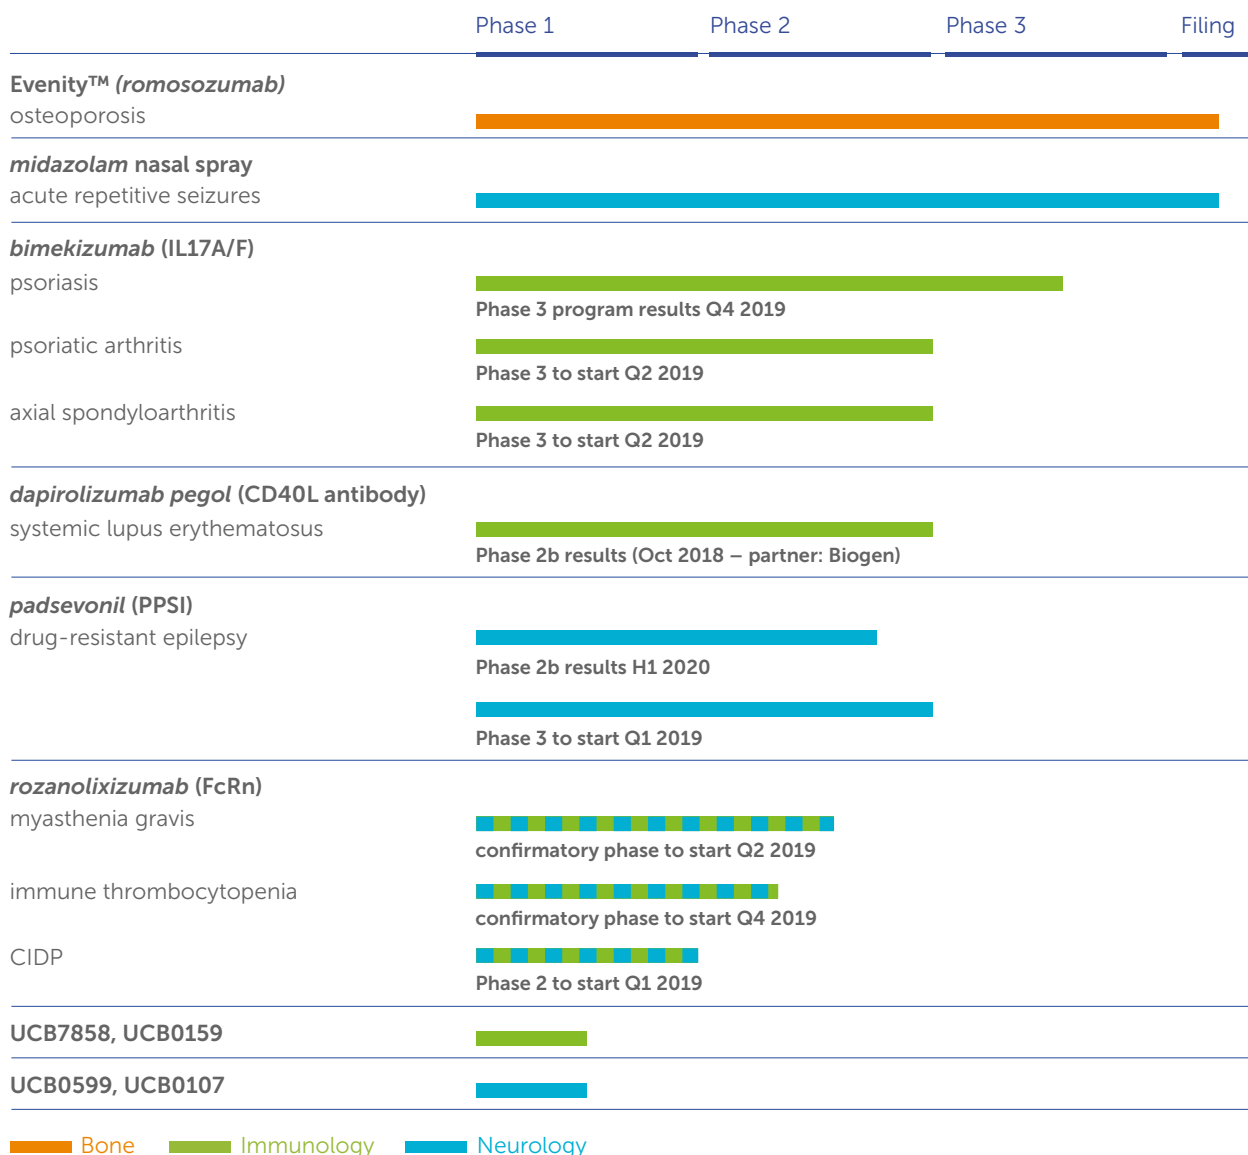 Phase 1 Phase 2 Phase 3 Filing
Evenity™ (romosozumab)
osteoporosis
midazolam nasal spray
acute repetitive seizures
bimekizumab (IL17A/F)
psoriasis
Phase 3 program results Q4 2019
psoriatic arthritis
Phase 3 to start Q2 2019
axial spondyloarthritis
Phase 3 to start Q2 2019
dapirolizumab pegol (CD40L antibody)
systemic lupus erythematosus
Phase 2b results (Oct 2018 – partner: Biogen)
padsevonil (PPSI)
drug-resistant epilepsy
Phase 2b results H1 2020
Phase 3 to start Q1 2019
rozanolixizumab (FcRn)
myasthenia gravis
confirmatory phase to start Q2 2019
immune thrombocytopenia
confirmatory phase to start Q4 2019
CIDP
Phase 2 to start Q1 2019
UCB7858, UCB0159
UCB0599, UCB0107
Bone Immunology Neurology